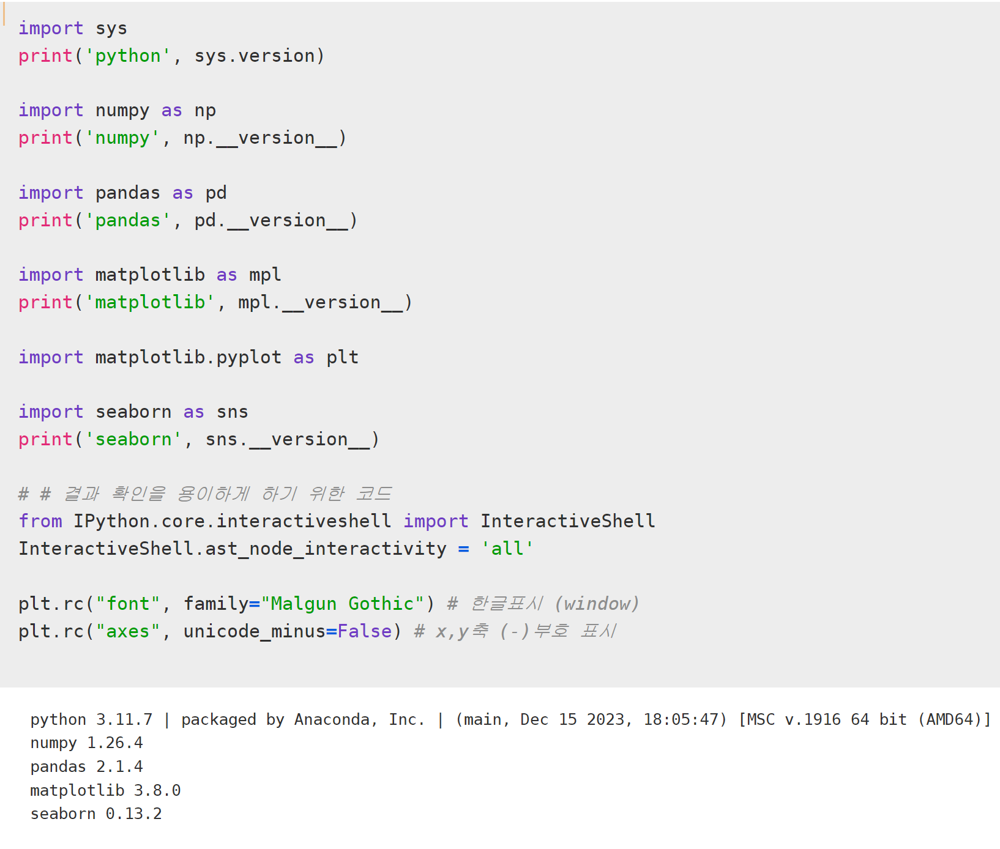 import sys
print('python', sys.version)
import numpy as np
print('numpy', np.__version__)
import pandas as pd
print('pandas', pd.__version__)
import matplotlib as mpl
print('matplotlib', mpl.__version__)
import matplotlib.pyplot as plt
import seaborn as sns
print('seaborn', sns.__version__)
# # 결과 확인을 용이하게 하기 위한 코드
from IPython.core.interactiveshell import InteractiveShell
InteractiveShell.ast_node_interactivity = 'all'
plt.rc("font", family="Malgun Gothic") # 한글표시 (window)
plt.rc("axes", unicode_minus=False) # x,y축 (-)부호 표시
python 3.11.7 | packaged by Anaconda, Inc. | (main, Dec 15 2023, 18:05:47) [MSC v.1916 64 bit (AMD64)]
numpy 1.26.4
pandas 2.1.4
matplotlib 3.8.0
seaborn 0.13.2